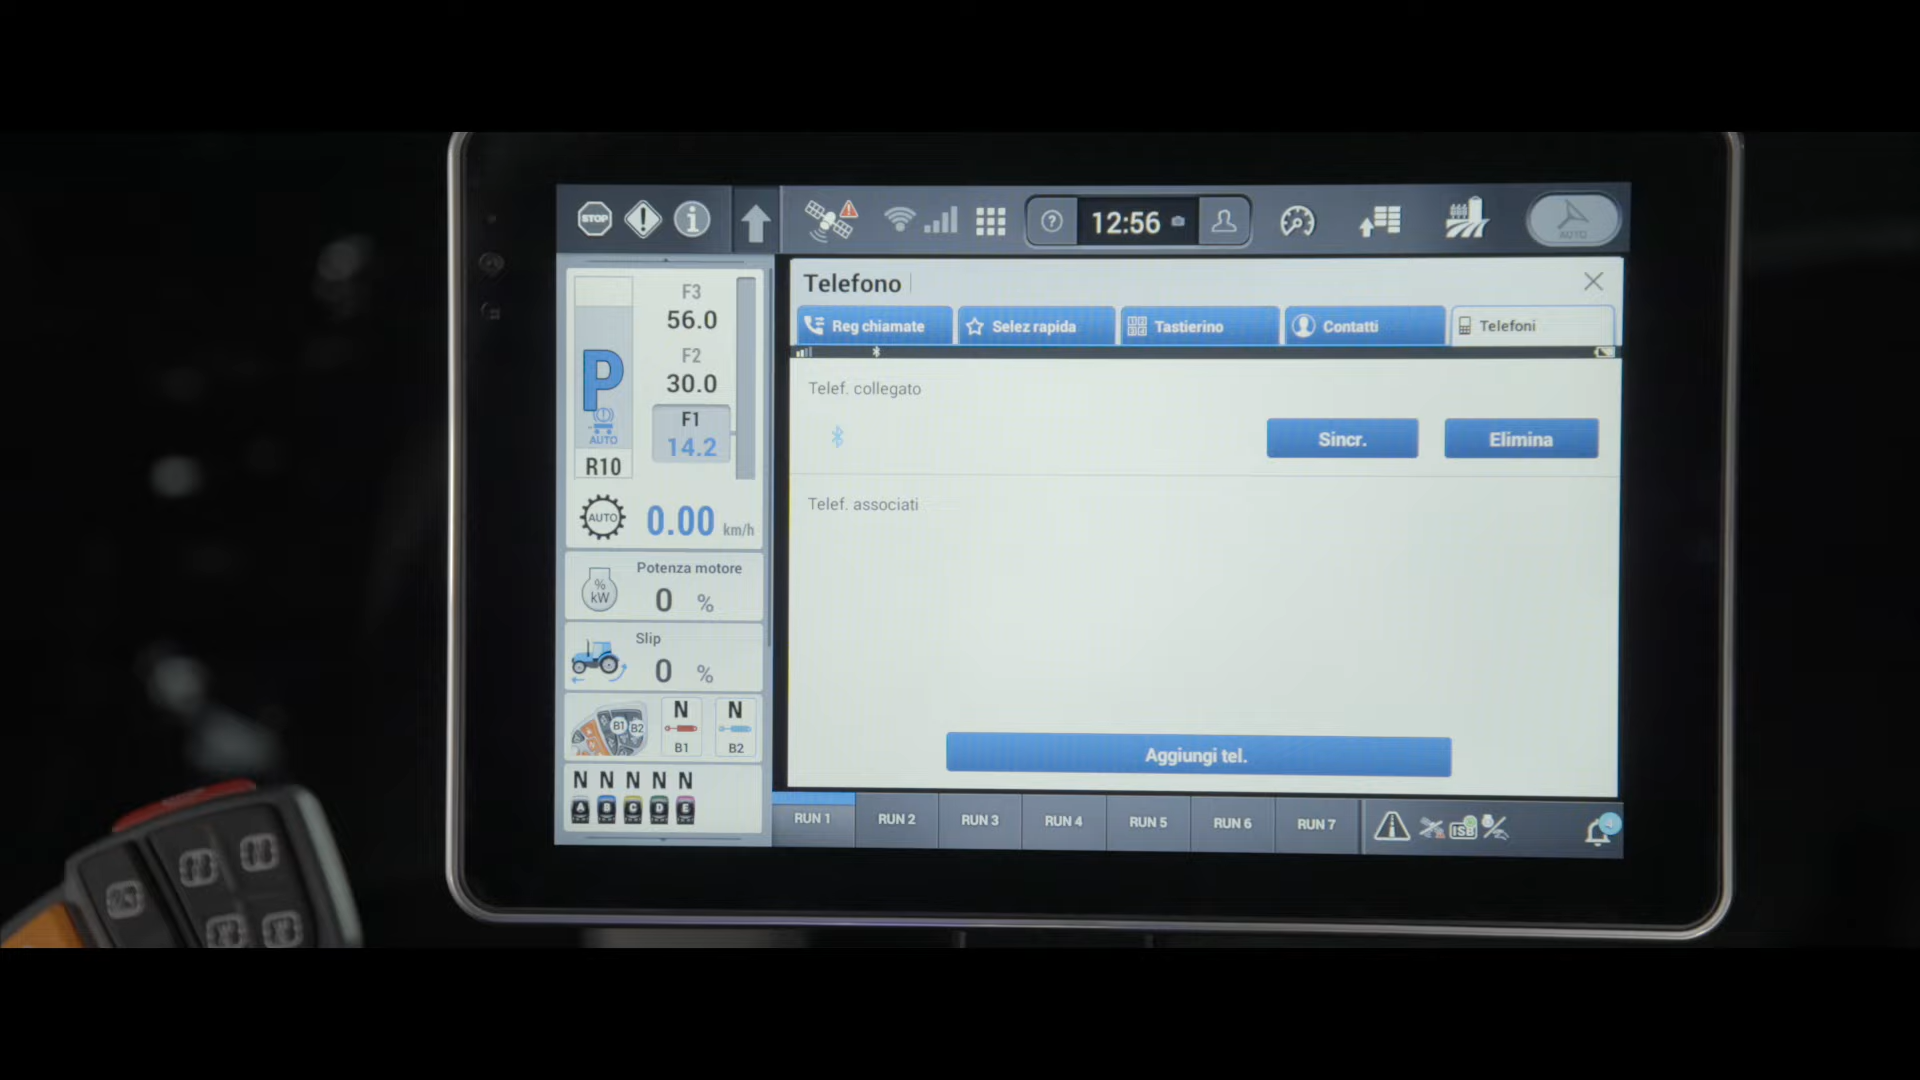 STOP
12:56
AUTO
F3
56.0
F2
30.0
F1
14.2
P
AUTO
R10
AUTO
0.00 km/h
Potenza motore
% kW
0 %
Slip
0 %
B1 B2
N
B1
N
B2
N N N N N
A B C D E
Telefono
Reg chiamate
Selez rapida
Tastierino
Contatti
Telefoni
Telef. collegato
Sincr.
Elimina
Telef. associati
Aggiungi tel.
RUN 1
RUN 2
RUN 3
RUN 4
RUN 5
RUN 6
RUN 7
ISB